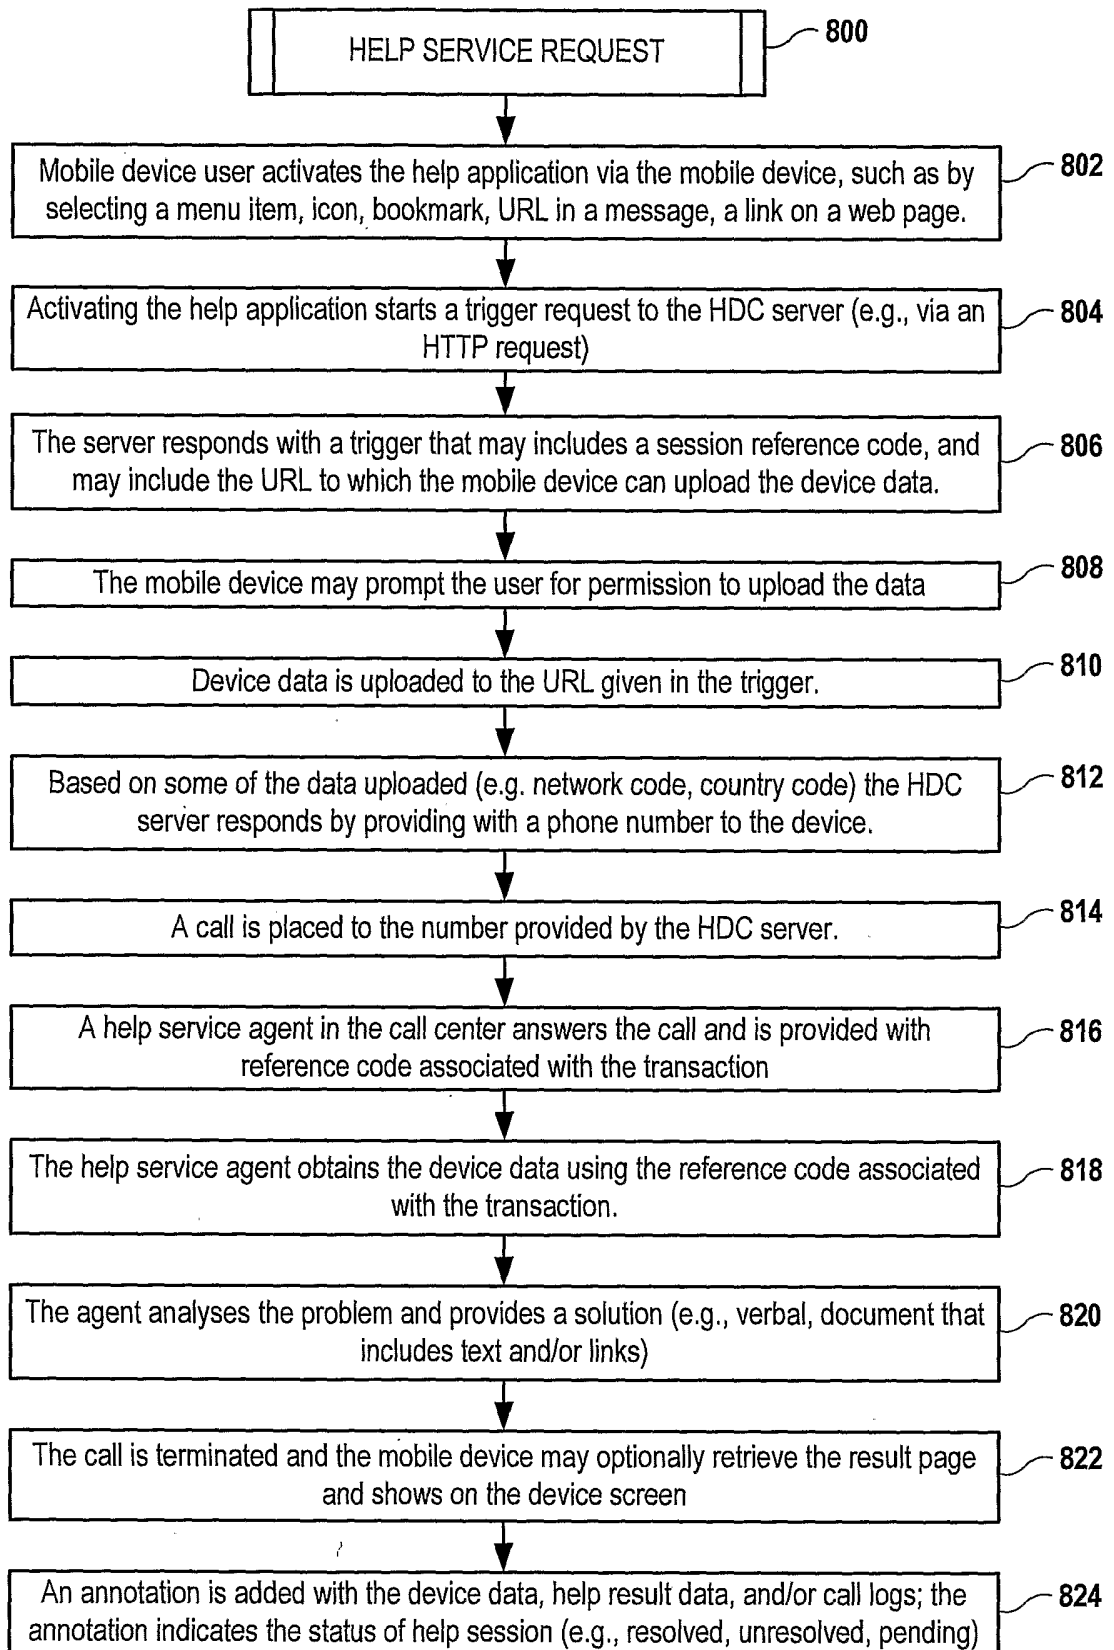 HELP SERVICE REQUEST
800
Mobile device user activates the help application via the mobile device, such as by
selecting a menu item, icon, bookmark, URL in a message, a link on a web page.
802
Activating the help application starts a trigger request to the HDC server (e.g., via an
HTTP request)
804
The server responds with a trigger that may includes a session reference code, and
may include the URL to which the mobile device can upload the device data.
806
The mobile device may prompt the user for permission to upload the data
808
Device data is uploaded to the URL given in the trigger.
810
Based on some of the data uploaded (e.g. network code, country code) the HDC
server responds by providing with a phone number to the device.
812
A call is placed to the number provided by the HDC server.
814
A help service agent in the call center answers the call and is provided with
reference code associated with the transaction
816
The help service agent obtains the device data using the reference code associated
with the transaction.
818
The agent analyses the problem and provides a solution (e.g., verbal, document that
includes text and/or links)
820
The call is terminated and the mobile device may optionally retrieve the result page
and shows on the device screen
822
An annotation is added with the device data, help result data, and/or call logs; the
annotation indicates the status of help session (e.g., resolved, unresolved, pending)
824